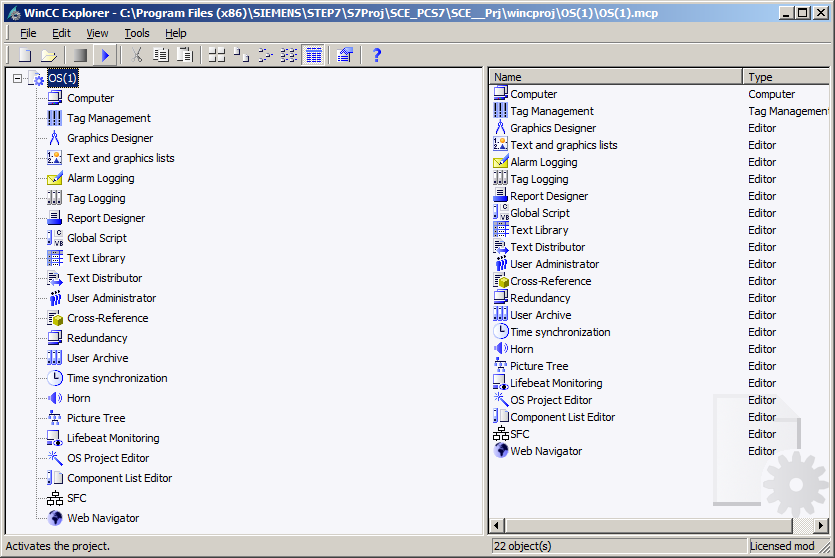 WinCC Explorer - C:\Program Files (x86)\SIEMENS\STEP7\S7Proj\SCE_PCS7\SCE__Prj\wincproj\OS(1)\OS(1).mcp
File Edit View Tools Help
OS(1)
Computer
Tag Management
Graphics Designer
Text and graphics lists
Alarm Logging
Tag Logging
Report Designer
Global Script
Text Library
Text Distributor
User Administrator
Cross-Reference
Redundancy
User Archive
Time synchronization
Horn
Picture Tree
Lifebeat Monitoring
OS Project Editor
Component List Editor
SFC
Web Navigator
Name Type
Computer Computer
Tag Management Tag Management
Graphics Designer Editor
Text and graphics lists Editor
Alarm Logging Editor
Tag Logging Editor
Report Designer Editor
Global Script Editor
Text Library Editor
Text Distributor Editor
User Administrator Editor
Cross-Reference Editor
Redundancy Editor
User Archive Editor
Time synchronization Editor
Horn Editor
Picture Tree Editor
Lifebeat Monitoring Editor
OS Project Editor Editor
Component List Editor Editor
SFC Editor
Web Navigator Editor
Activates the project. 22 object(s) Licensed mod